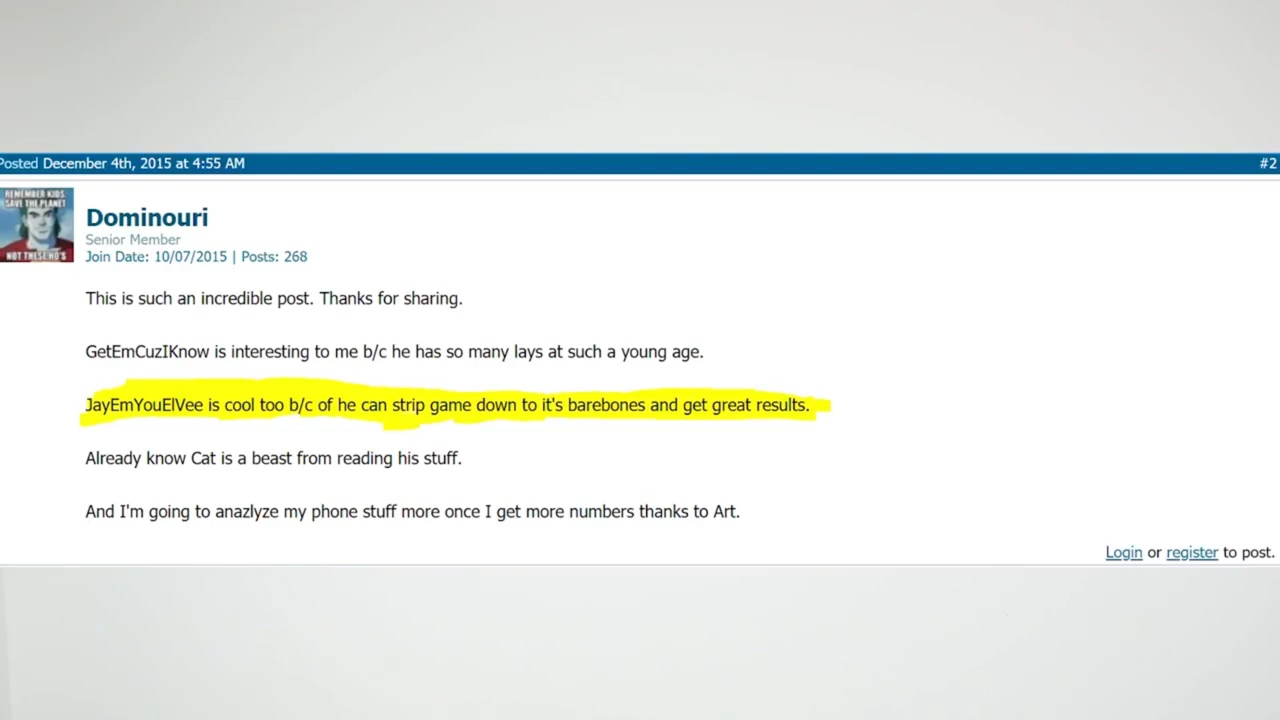 Posted December 4th, 2015 at 4:55 AM #2
REMEMBER KIDS,
SAVE THE PLANET
NOT THESE HO'S
Dominouri
Senior Member
Join Date: 10/07/2015 | Posts: 268
This is such an incredible post. Thanks for sharing.
GetEmCuzIKnow is interesting to me b/c he has so many lays at such a young age.
JayEmYouElVee is cool too b/c of he can strip game down to it's barebones and get great results.
Already know Cat is a beast from reading his stuff.
And I'm going to anazlyze my phone stuff more once I get more numbers thanks to Art.
Login or register to post.